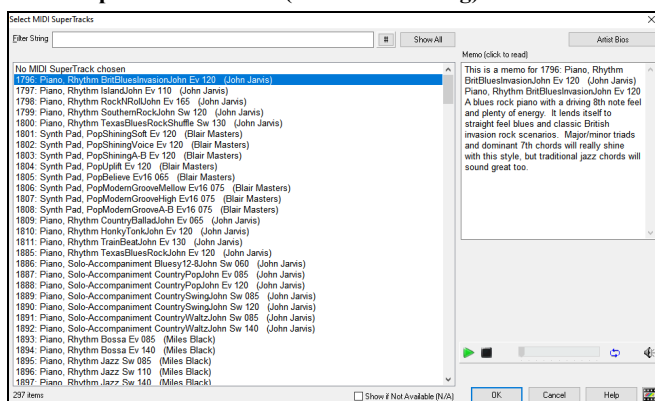 Select MIDI SuperTracks
Filter String
#
Show All
Artist Bios
Memo (click to read)
No MIDI SuperTrack chosen
1796: Piano, Rhythm BritBluesInvasionJohn Ev 120 (John Jarvis)
1797: Piano, Rhythm IslandJohn Ev 110 (John Jarvis)
1798: Piano, Rhythm RockNRollJohn Ev 165 (John Jarvis)
1799: Piano, Rhythm SouthernRockJohn Sw 120 (John Jarvis)
1800: Piano, Rhythm TexasBluesRockShuffle Sw 130 (John Jarvis)
1801: Synth Pad, PopShiningSoft Ev 120 (Blair Masters)
1802: Synth Pad, PopShiningVoice Ev 120 (Blair Masters)
1803: Synth Pad, PopShiningA-B Ev 120 (Blair Masters)
1804: Synth Pad, PopUplift Ev 120 (Blair Masters)
1805: Synth Pad, PopBelieve Ev16 065 (Blair Masters)
1806: Synth Pad, PopModernGrooveMellow Ev16 075 (Blair Masters)
1807: Synth Pad, PopModernGrooveHigh Ev16 075 (Blair Masters)
1808: Synth Pad, PopModernGrooveA-B Ev16 075 (Blair Masters)
1809: Piano, Rhythm CountryBalladJohn Ev 065 (John Jarvis)
1810: Piano, Rhythm HonkyTonkJohn Ev 120 (John Jarvis)
1811: Piano, Rhythm TrainBeatJohn Ev 130 (John Jarvis)
1885: Piano, Rhythm TexasBluesRockJohn Ev 120 (John Jarvis)
1886: Piano, Solo-Accompaniment Bluesy12-8John Sw 060 (John Jarvis)
1887: Piano, Solo-Accompaniment CountryPopJohn Ev 085 (John Jarvis)
1888: Piano, Solo-Accompaniment CountryPopJohn Ev 120 (John Jarvis)
1889: Piano, Solo-Accompaniment CountrySwingJohn Sw 085 (John Jarvis)
1890: Piano, Solo-Accompaniment CountrySwingJohn Sw 120 (John Jarvis)
1891: Piano, Solo-Accompaniment CountryWaltzJohn Sw 085 (John Jarvis)
1892: Piano, Solo-Accompaniment CountryWaltzJohn Sw 140 (John Jarvis)
1893: Piano, Rhythm Bossa Ev 085 (Miles Black)
1894: Piano, Rhythm Bossa Ev 140 (Miles Black)
1895: Piano, Rhythm Jazz Sw 085 (Miles Black)
1896: Piano, Rhythm Jazz Sw 110 (Miles Black)
1897: Piano, Rhythm Jazz Sw 140 (Miles Black)
This is a memo for 1796: Piano, Rhythm
BritBluesInvasionJohn Ev 120 (John Jarvis)
Piano, Rhythm BritBluesInvasionJohn Ev 120
A blues rock piano with a driving 8th note feel
and plenty of energy. It lends itself to
straight feel blues and classic British
invasion rock scenarios. Major/minor triads
and dominant 7th chords will really shine
with this style, but traditional jazz chords will
sound great too.
297 items
Show if Not Available (N/A)
OK
Cancel
Help